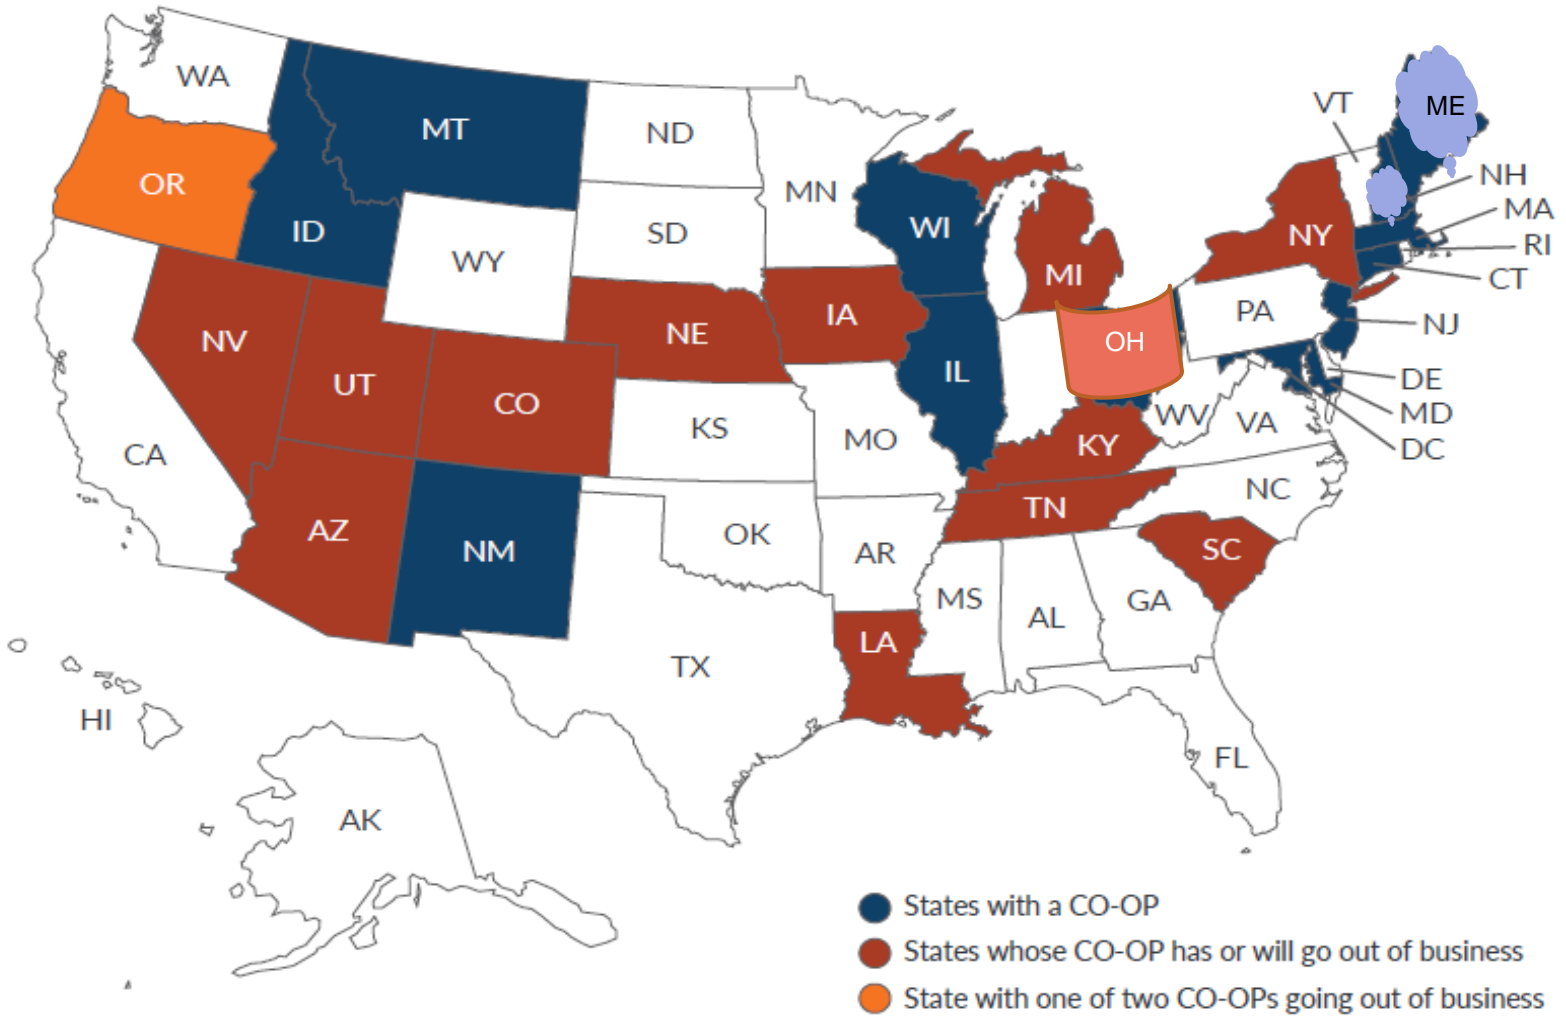 WA
MT
ND
MN
VT
ME
OR
ID
SD
WI
NH
MA
NY
RI
WY
MI
CT
NV
NE
IA
OH
PA
NJ
UT
CO
IL
DE
KS
MO
WV
VA
MD
CA
KY
DC
AZ
NM
OK
AR
TN
NC
SC
MS
AL
GA
TX
LA
HI
FL
AK
States with a CO-OP
States whose CO-OP has or will go out of business
State with one of two CO-OPs going out of business